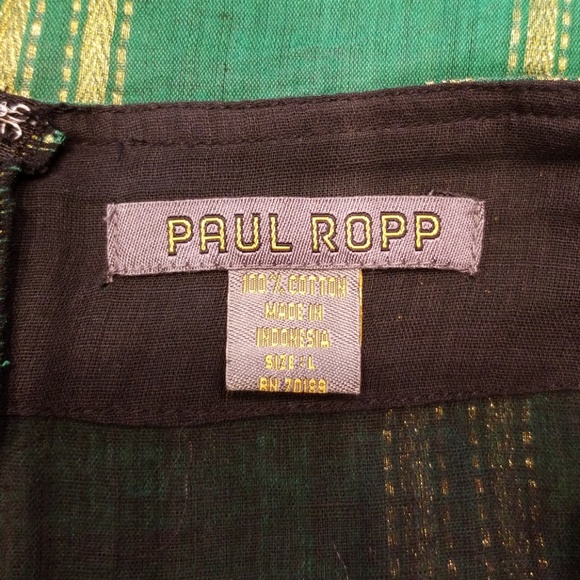 PAUL ROPP
100% COTTON
MADE IN
INDONESIA
SIZE: L
RN 70189